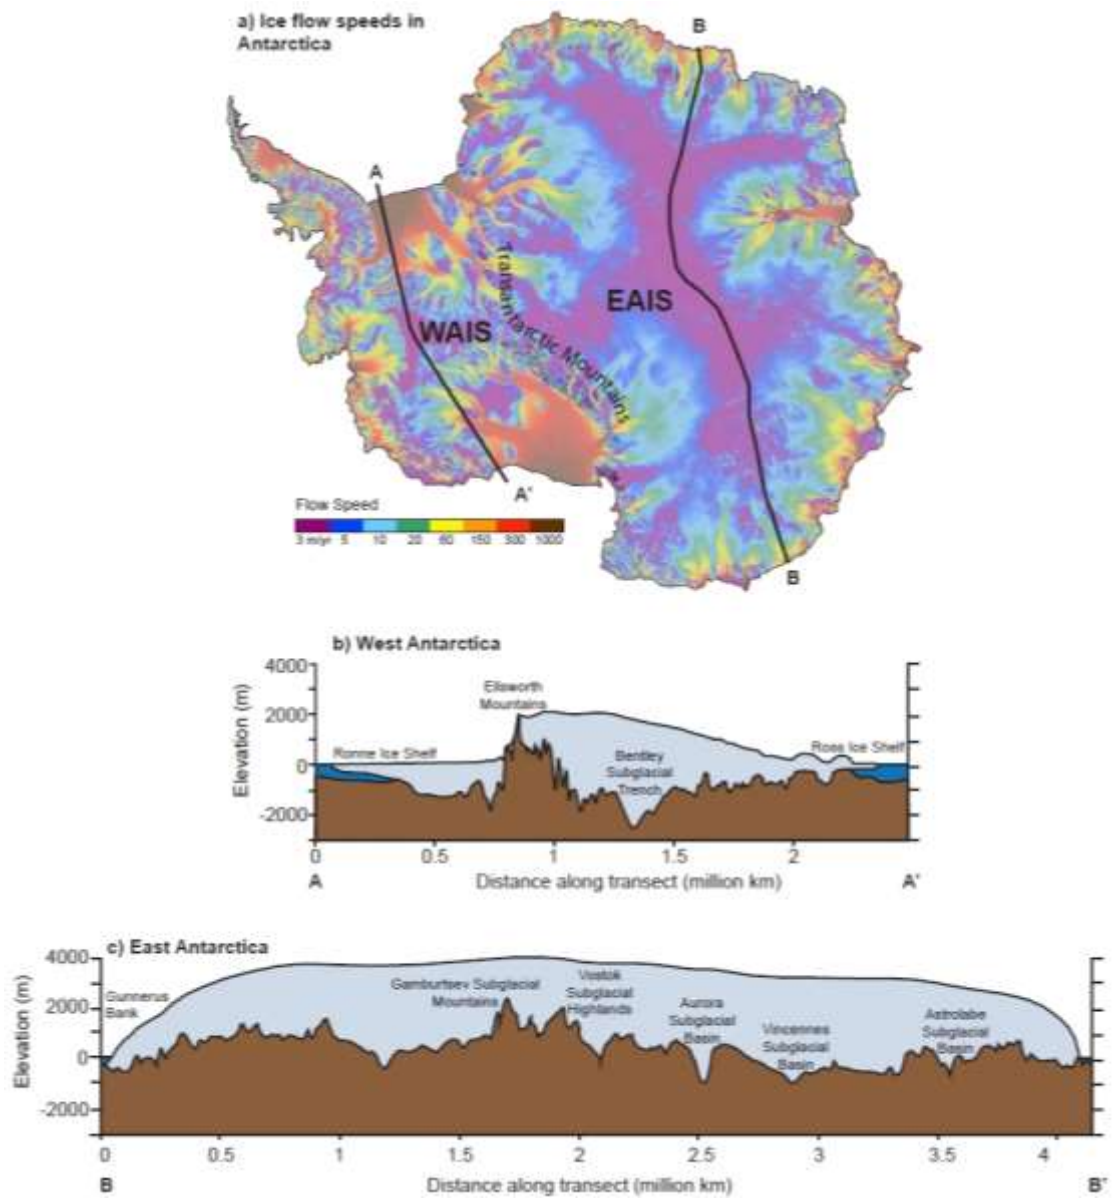 a) Ice flow speeds in
Antarctica
B
A
Transantarctic Mountains
EAIS
WAIS
A'
Flow Speed
3 m/yr 5 10 20 60 150 300 1000
B
b) West Antarctica
4000
2000
0
-2000
Elevation (m)
Ellsworth
Mountains
Ronne Ice Shelf
Bentley
Subglacial
Trench
Ross Ice Shelf
0 0.5 1 1.5 2
A Distance along transect (million km) A'
c) East Antarctica
4000
2000
0
-2000
Elevation (m)
Gunnerus
Bank
Gamburtsev Subglacial
Mountains
Vostok
Subglacial
Highlands
Aurora
Subglacial
Basin
Vincennes
Subglacial
Basin
Astrolabe
Subglacial
Basin
0 0.5 1 1.5 2 2.5 3 3.5 4
B Distance along transect (million km) B'